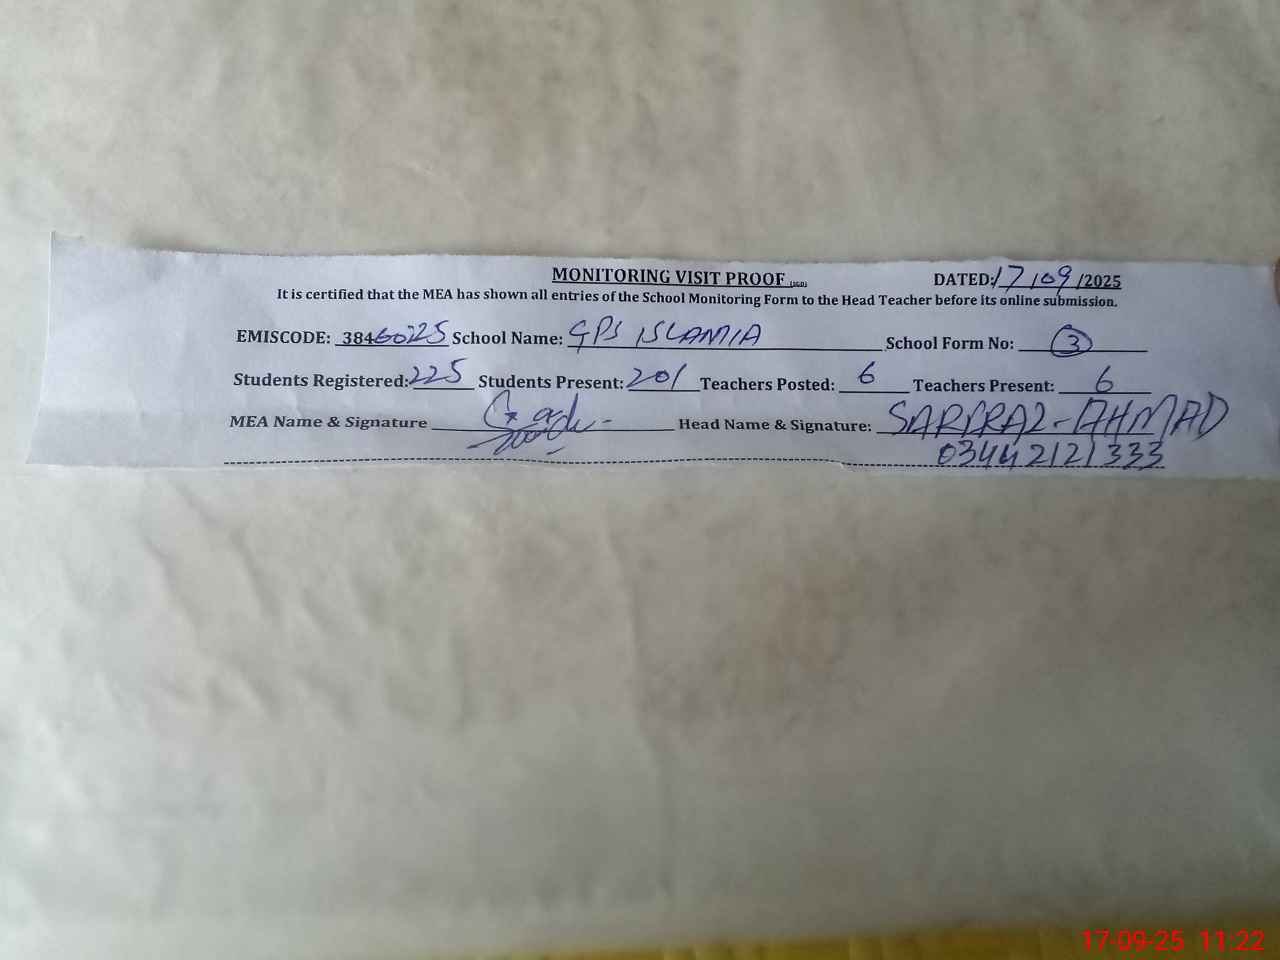 MONITORING VISIT PROOF (SGD) DATED: 17/09/2025
It is certified that the MEA has shown all entries of the School Monitoring Form to the Head Teacher before its online submission.
EMISCODE: 38460225 School Name: GPS ISLAMIA School Form No: 3
Students Registered: 225 Students Present: 201 Teachers Posted: 6 Teachers Present: 6
MEA Name & Signature Head Name & Signature: SARFRAZ-AHMAD
03442121333
17-09-25 11:22